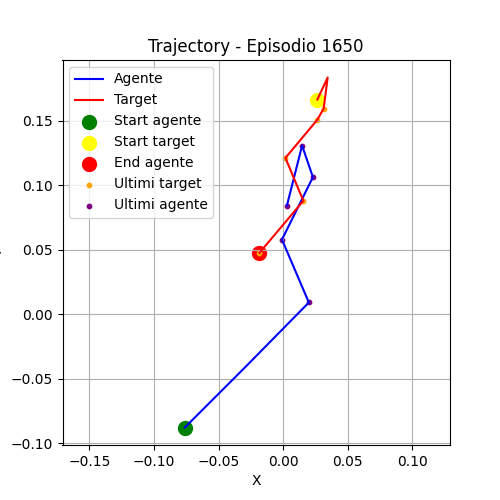 Trajectory - Episodio 1650
Agente
Target
Start agente
Start target
End agente
Ultimi target
Ultimi agente
0.15
0.10
0.05
0.00
−0.05
−0.10
−0.15
−0.10
−0.05
0.00
0.05
0.10
X